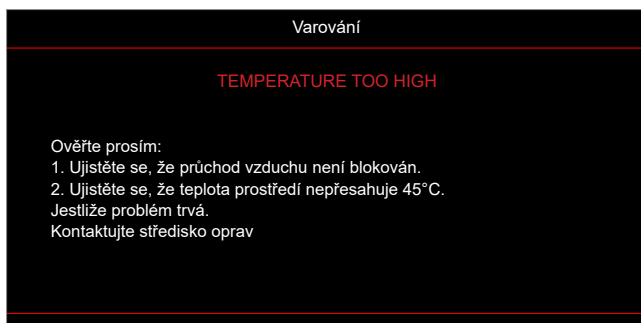 Varování
TEMPERATURE TOO HIGH
Ověřte prosím:
1. Ujistěte se, že průchod vzduchu není blokován.
2. Ujistěte se, že teplota prostředí nepřesahuje 45°C.
Jestliže problém trvá.
Kontaktujte středisko oprav